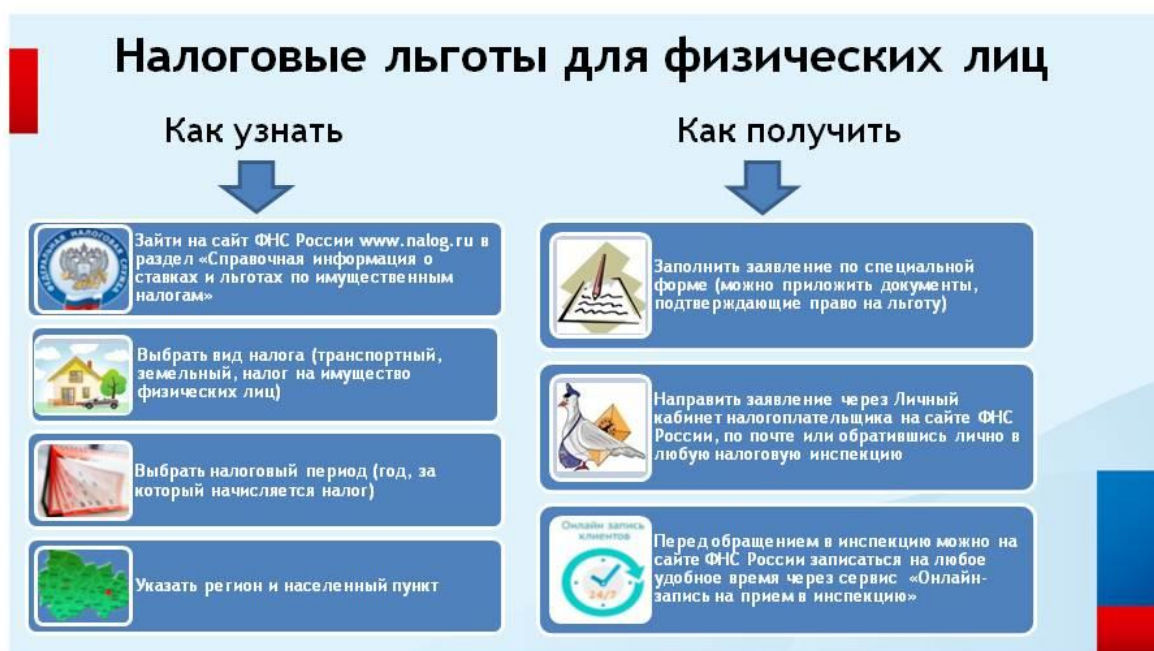 Налоговые льготы для физических лиц
Как узнать
Зайти на сайт ФНС России www.nalog.ru в
раздел «Справочная информация о
ставках и льготах по имущественным
налогам»
Выбрать вид налога (транспортный,
земельный, налог на имущество
физических лиц)
Выбрать налоговый период (год, за
который начисляется налог)
Указать регион и населенный пункт
Как получить
Заполнить заявление по специальной
форме (можно приложить документы,
подтверждающие право на льготу)
Направить заявление через Личный
кабинет налогоплательщика на сайте ФНС
России, по почте или обратившись лично в
любую налоговую инспекцию
Онлайн запись
клиентов
24/7
Перед обращением в инспекцию можно на
сайте ФНС России записаться на любое
удобное время через сервис «Онлайн-
запись на прием в инспекцию»